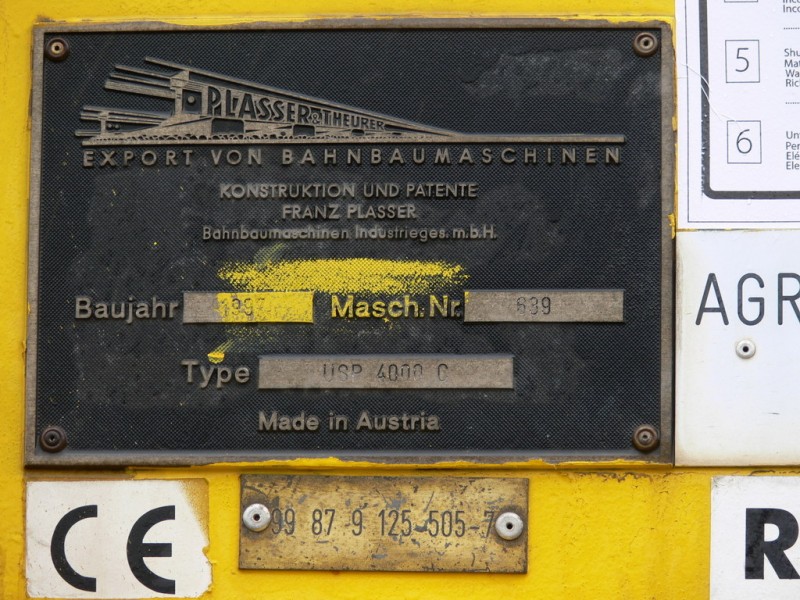 PLASSER & THEURER
EXPORT VON BAHNBAUMASCHINEN
KONSTRUKTION UND PATENTE
FRANZ PLASSER
Bahnbaumaschinen Industrieges. m.b.H.
Baujahr 1997 Masch.Nr. 639
Type USP 4000 C
Made in Austria
CE
99 87 9 125-505-7
5
6
AGR
R